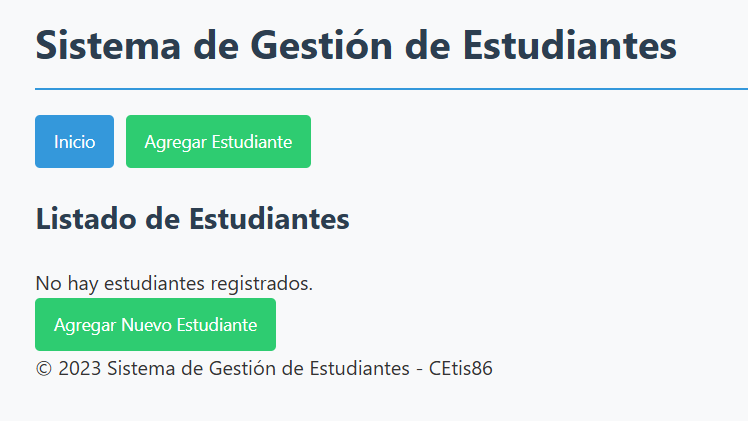 Sistema de Gestión de Estudiantes
Inicio
Agregar Estudiante
Listado de Estudiantes
No hay estudiantes registrados.
Agregar Nuevo Estudiante
© 2023 Sistema de Gestión de Estudiantes - CEtis86